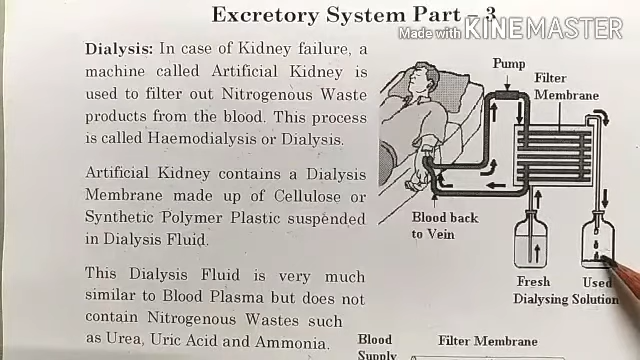 Excretory System Part - 3
Made with KINEMASTER
Dialysis: In case of Kidney failure, a
machine called Artificial Kidney is
used to filter out Nitrogenous Waste
products from the blood. This process
is called Haemodialysis or Dialysis.
Artificial Kidney contains a Dialysis
Membrane made up of Cellulose or
Synthetic Polymer Plastic suspended
in Dialysis Fluid.
This Dialysis Fluid is very much
similar to Blood Plasma but does not
contain Nitrogenous Wastes such
as Urea, Uric Acid and Ammonia.
Pump
Filter
Membrane
Blood back
to Vein
Fresh
Used
Dialysing Solution
Blood
Supply
Filter Membrane